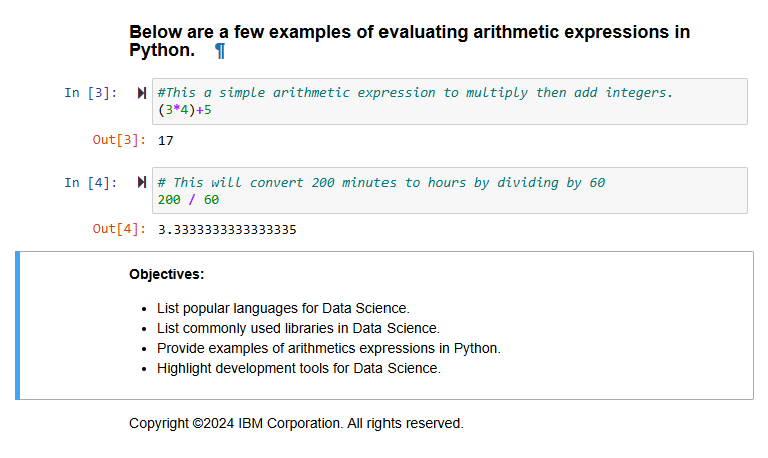 Below are a few examples of evaluating arithmetic expressions in
Python. ¶
In [3]: #This a simple arithmetic expression to multiply then add integers.
(3*4)+5
Out[3]: 17
In [4]: # This will convert 200 minutes to hours by dividing by 60
200 / 60
Out[4]: 3.3333333333333335
Objectives:
• List popular languages for Data Science.
• List commonly used libraries in Data Science.
• Provide examples of arithmetics expressions in Python.
• Highlight development tools for Data Science.
Copyright ©2024 IBM Corporation. All rights reserved.